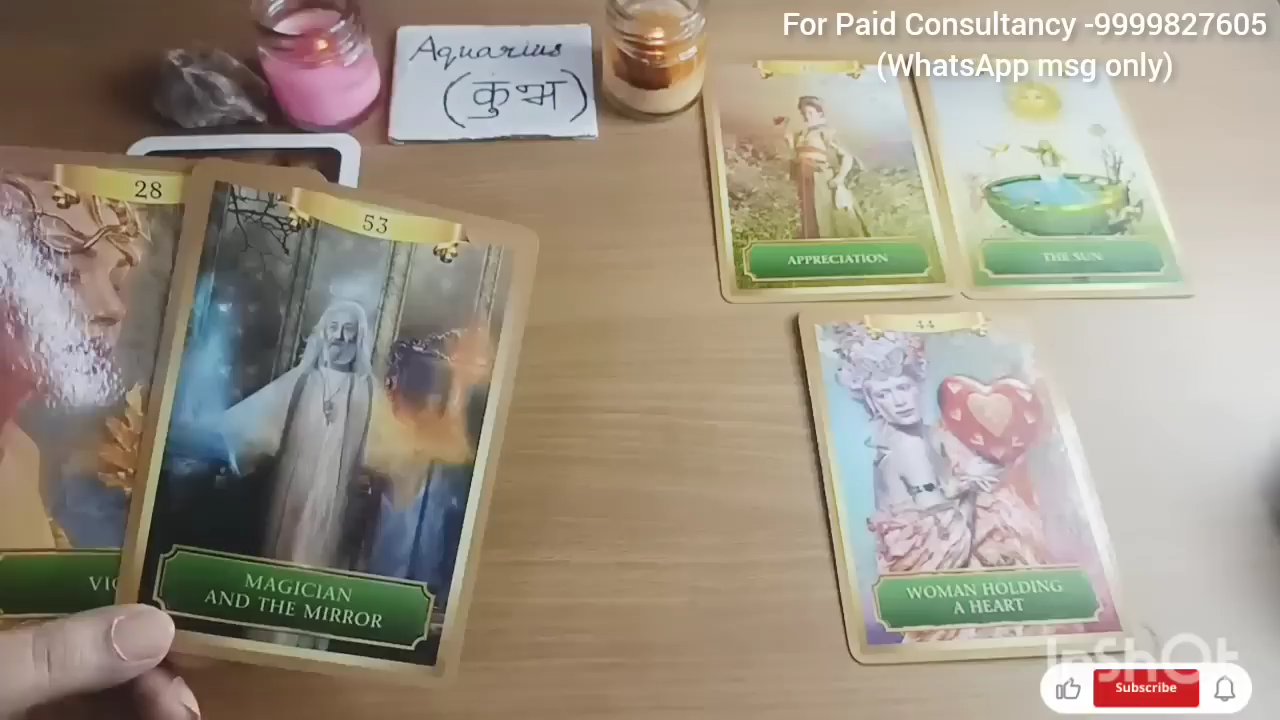 For Paid Consultancy -9999827605
(WhatsApp msg only)
Aquarius
(कुंभ)
28
53
APPRECIATION
THE SUN
44
MAGICIAN
AND THE MIRROR
WOMAN HOLDING
A HEART
InShOt
Subscribe